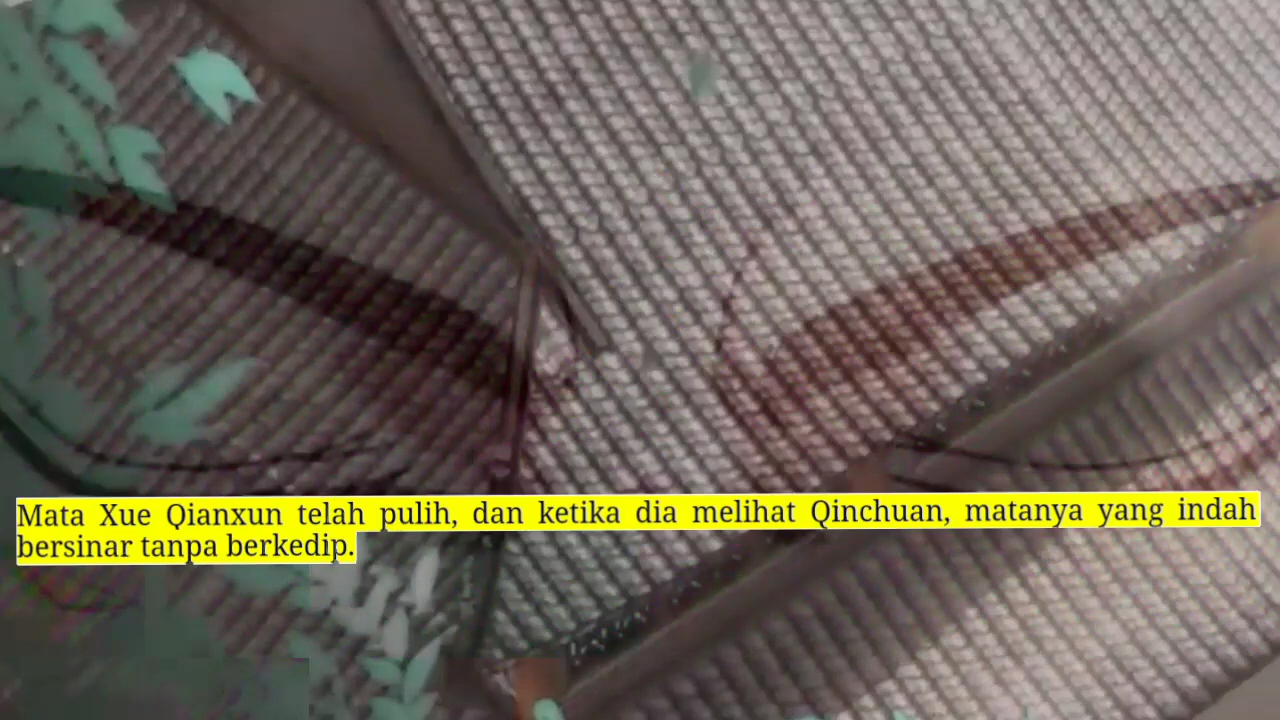 Mata Xue Qianxun telah pulih, dan ketika dia melihat Qinchuan, matanya yang indah
bersinar tanpa berkedip.